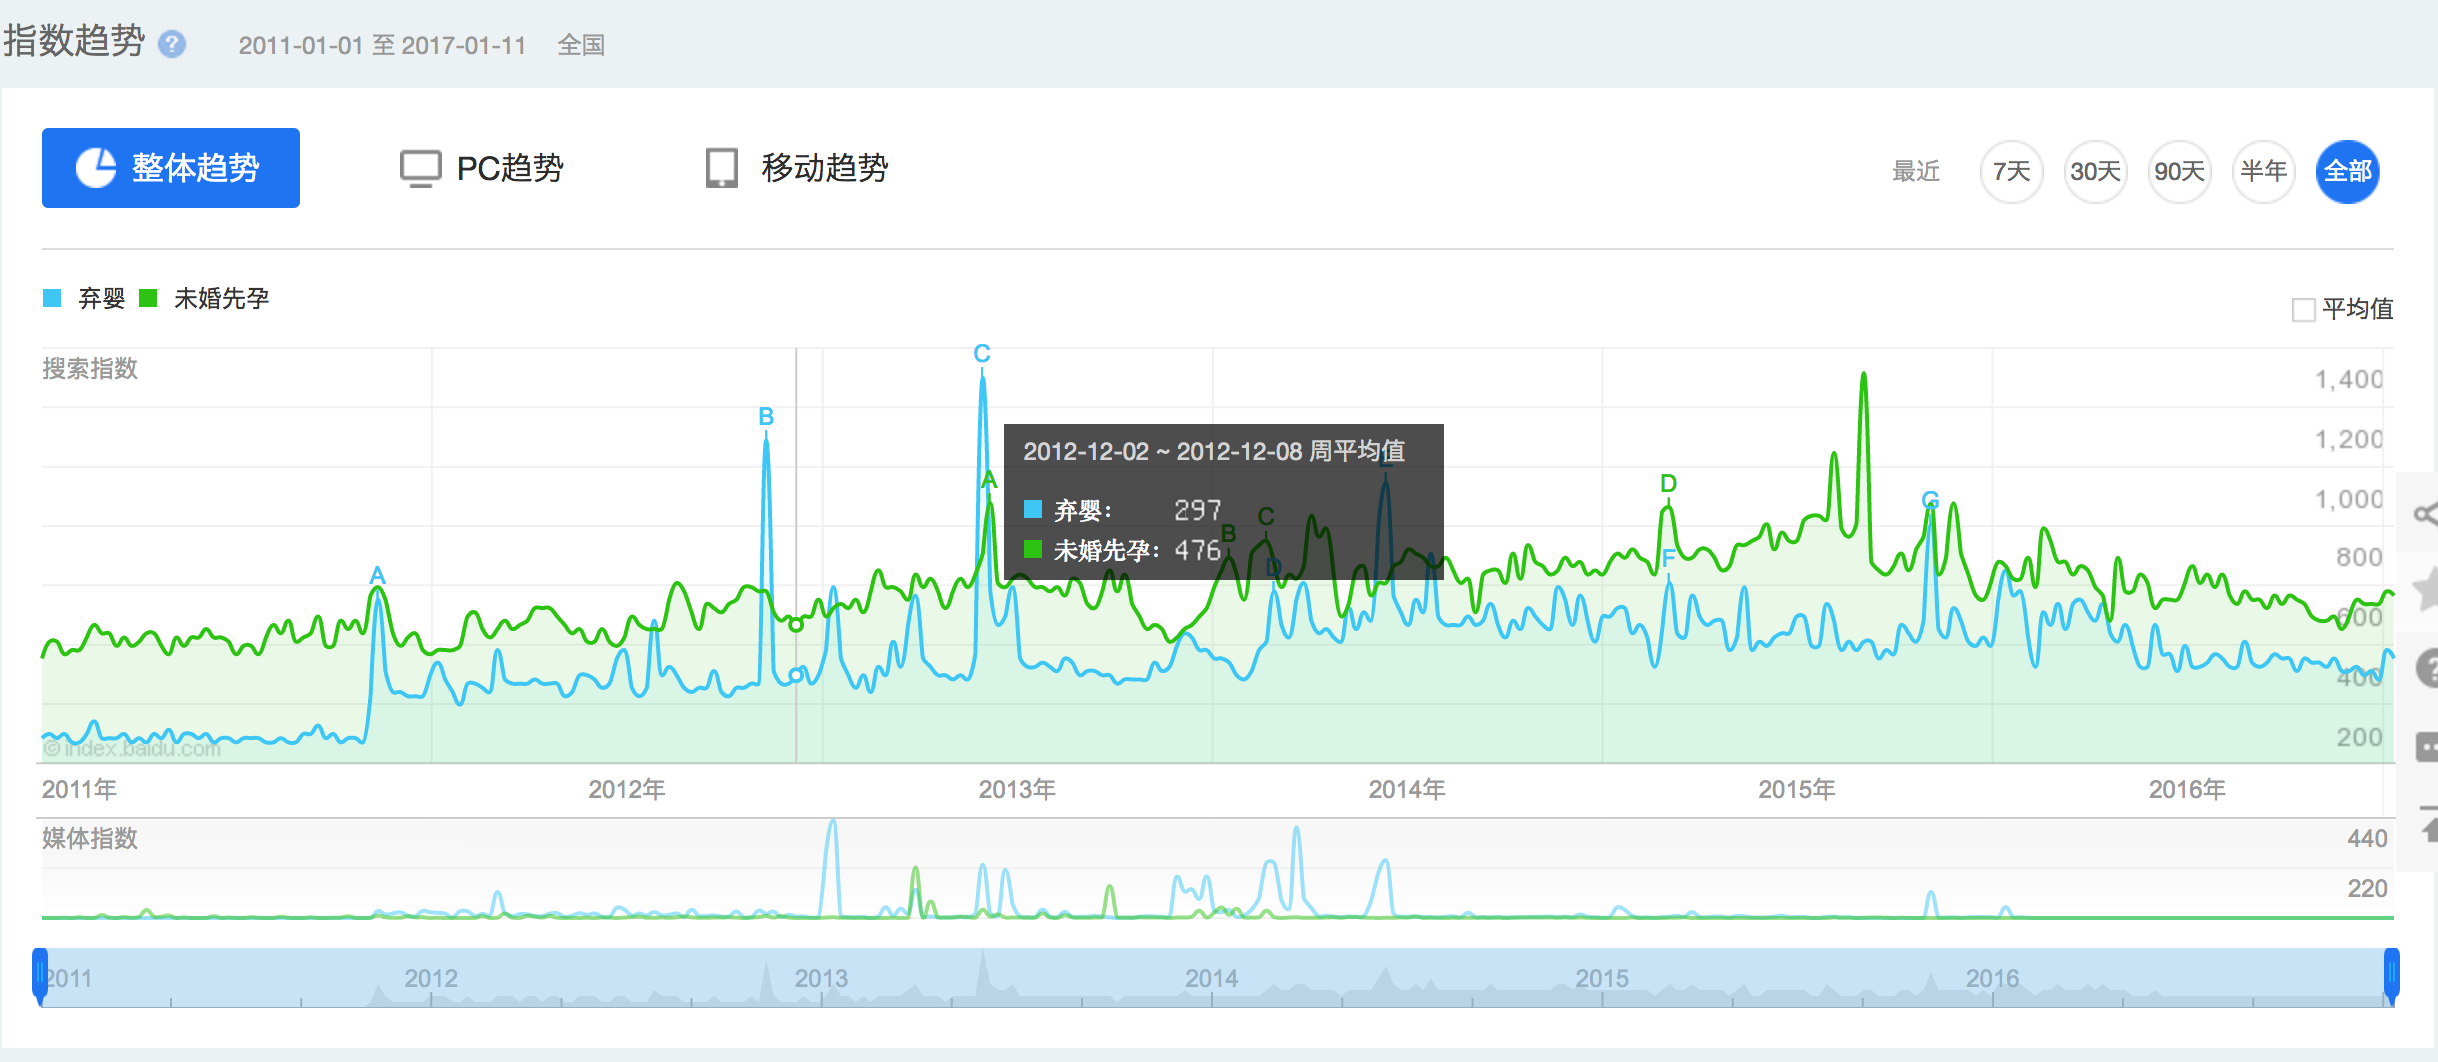 指数趋势 ? 2011-01-01 至 2017-01-11 全国
整体趋势 PC趋势 移动趋势 最近 7天 30天 90天 半年 全部
弃婴 未婚先孕
平均值
搜索指数
1,400
1,200
1,000
800
600
400
200
C
B
A
A
B
C
D
E
D
F
G
2012-12-02 ~ 2012-12-08 周平均值
弃婴： 297
未婚先孕： 476
© index.baidu.com
2011年 2012年 2013年 2014年 2015年 2016年
媒体指数
440
220
2011 2012 2013 2014 2015 2016
?